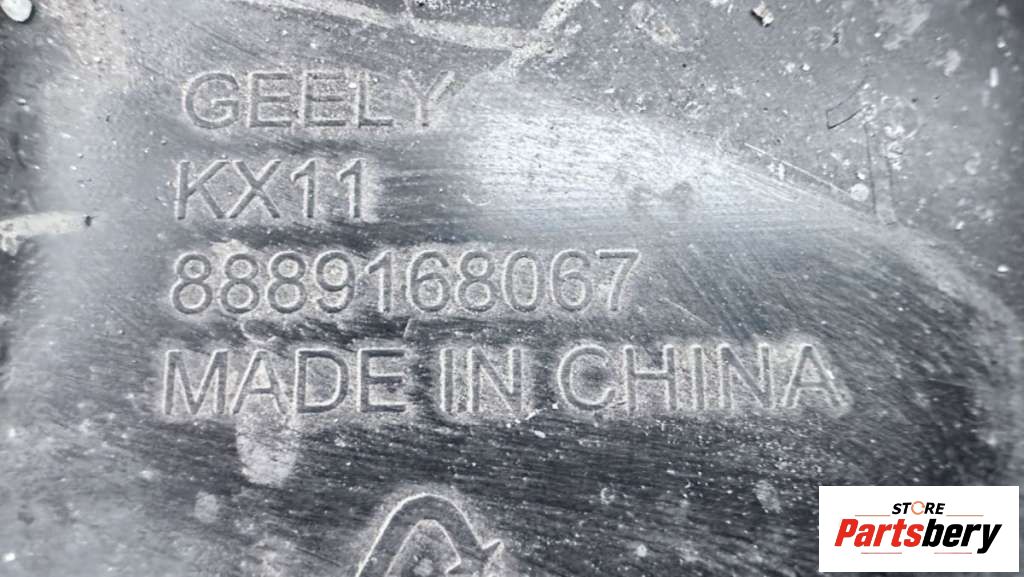 GEELY
KX11
8889168067
MADE IN CHINA
STORE
Partsbery